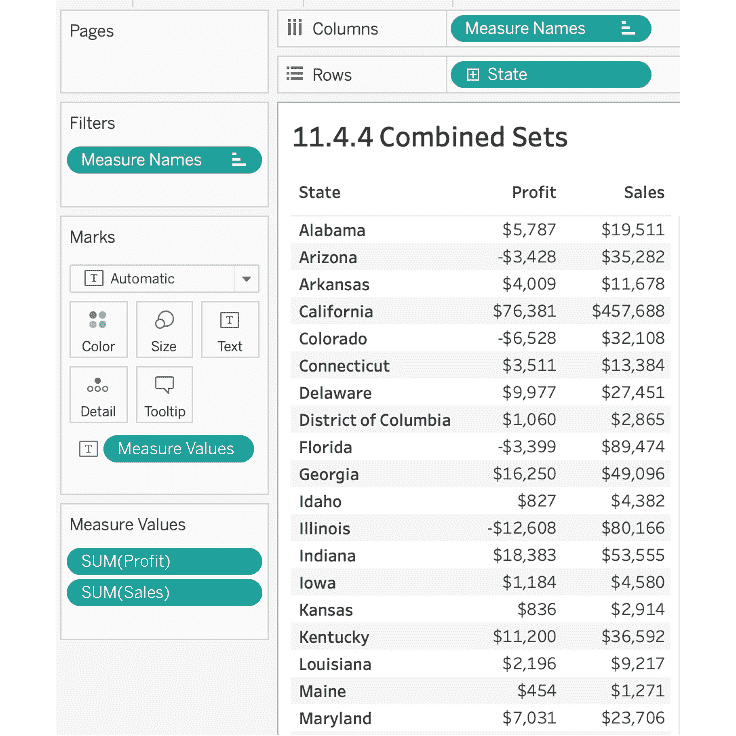 Pages
Columns
Measure Names
Rows
State
Filters
Measure Names
Marks
T Automatic
Color
Size
T
Text
Detail
Tooltip
T Measure Values
Measure Values
SUM(Profit)
SUM(Sales)
11.4.4 Combined Sets
State Profit Sales
Alabama $5,787 $19,511
Arizona -$3,428 $35,282
Arkansas $4,009 $11,678
California $76,381 $457,688
Colorado -$6,528 $32,108
Connecticut $3,511 $13,384
Delaware $9,977 $27,451
District of Columbia $1,060 $2,865
Florida -$3,399 $89,474
Georgia $16,250 $49,096
Idaho $827 $4,382
Illinois -$12,608 $80,166
Indiana $18,383 $53,555
Iowa $1,184 $4,580
Kansas $836 $2,914
Kentucky $11,200 $36,592
Louisiana $2,196 $9,217
Maine $454 $1,271
Maryland $7,031 $23,706